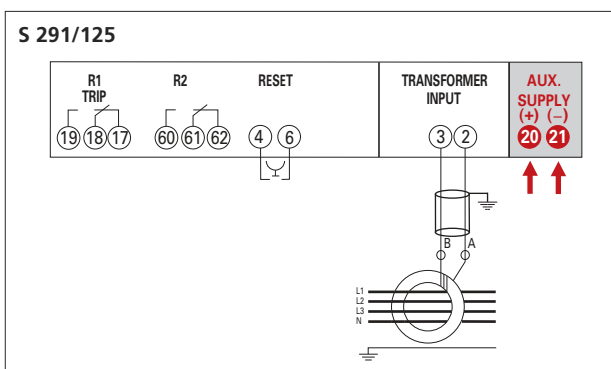 S 291/125
R1
TRIP
R2
RESET
TRANSFORMER
INPUT
AUX.
SUPPLY
(+) (–)
19 18 17
60 61 62
4 6
3 2
20 21
B A
L1
L2
L3
N